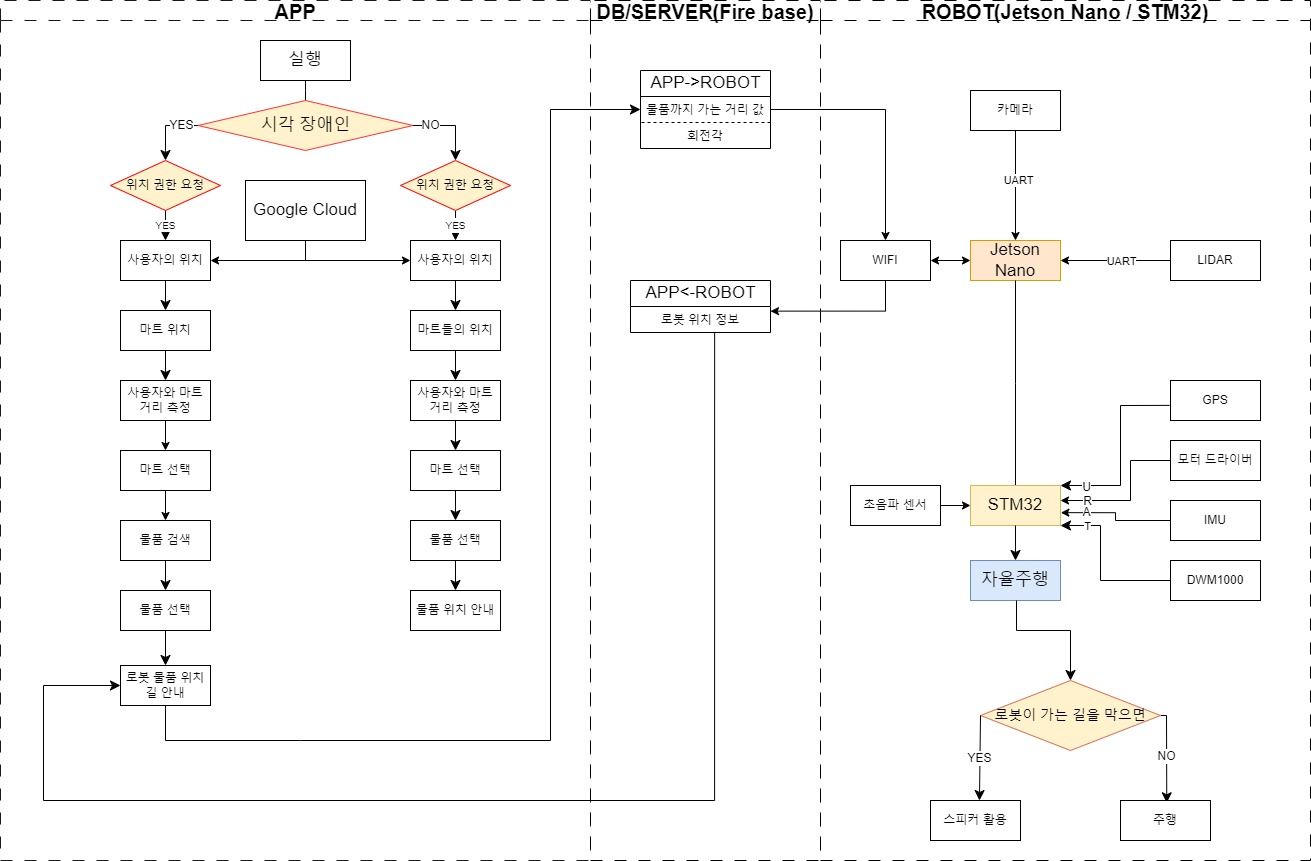 APP
DB/SERVER(Fire base)
ROBOT(Jetson Nano / STM32)
실행
시각 장애인
YES
NO
위치 권한 요청
위치 권한 요청
Google Cloud
YES
YES
사용자의 위치
사용자의 위치
마트 위치
마트들의 위치
사용자와 마트
거리 측정
사용자와 마트
거리 측정
마트 선택
마트 선택
물품 검색
물품 선택
물품 선택
물품 위치 안내
로봇 물품 위치
길 안내
APP->ROBOT
물품까지 가는 거리 값
회전각
APP<-ROBOT
로봇 위치 정보
카메라
UART
WIFI
Jetson
Nano
UART
LIDAR
GPS
모터 드라이버
초음파 센서
STM32
U
R
A
T
IMU
DWM1000
자율주행
로봇이 가는 길을 막으면
YES
NO
스피커 활용
주행